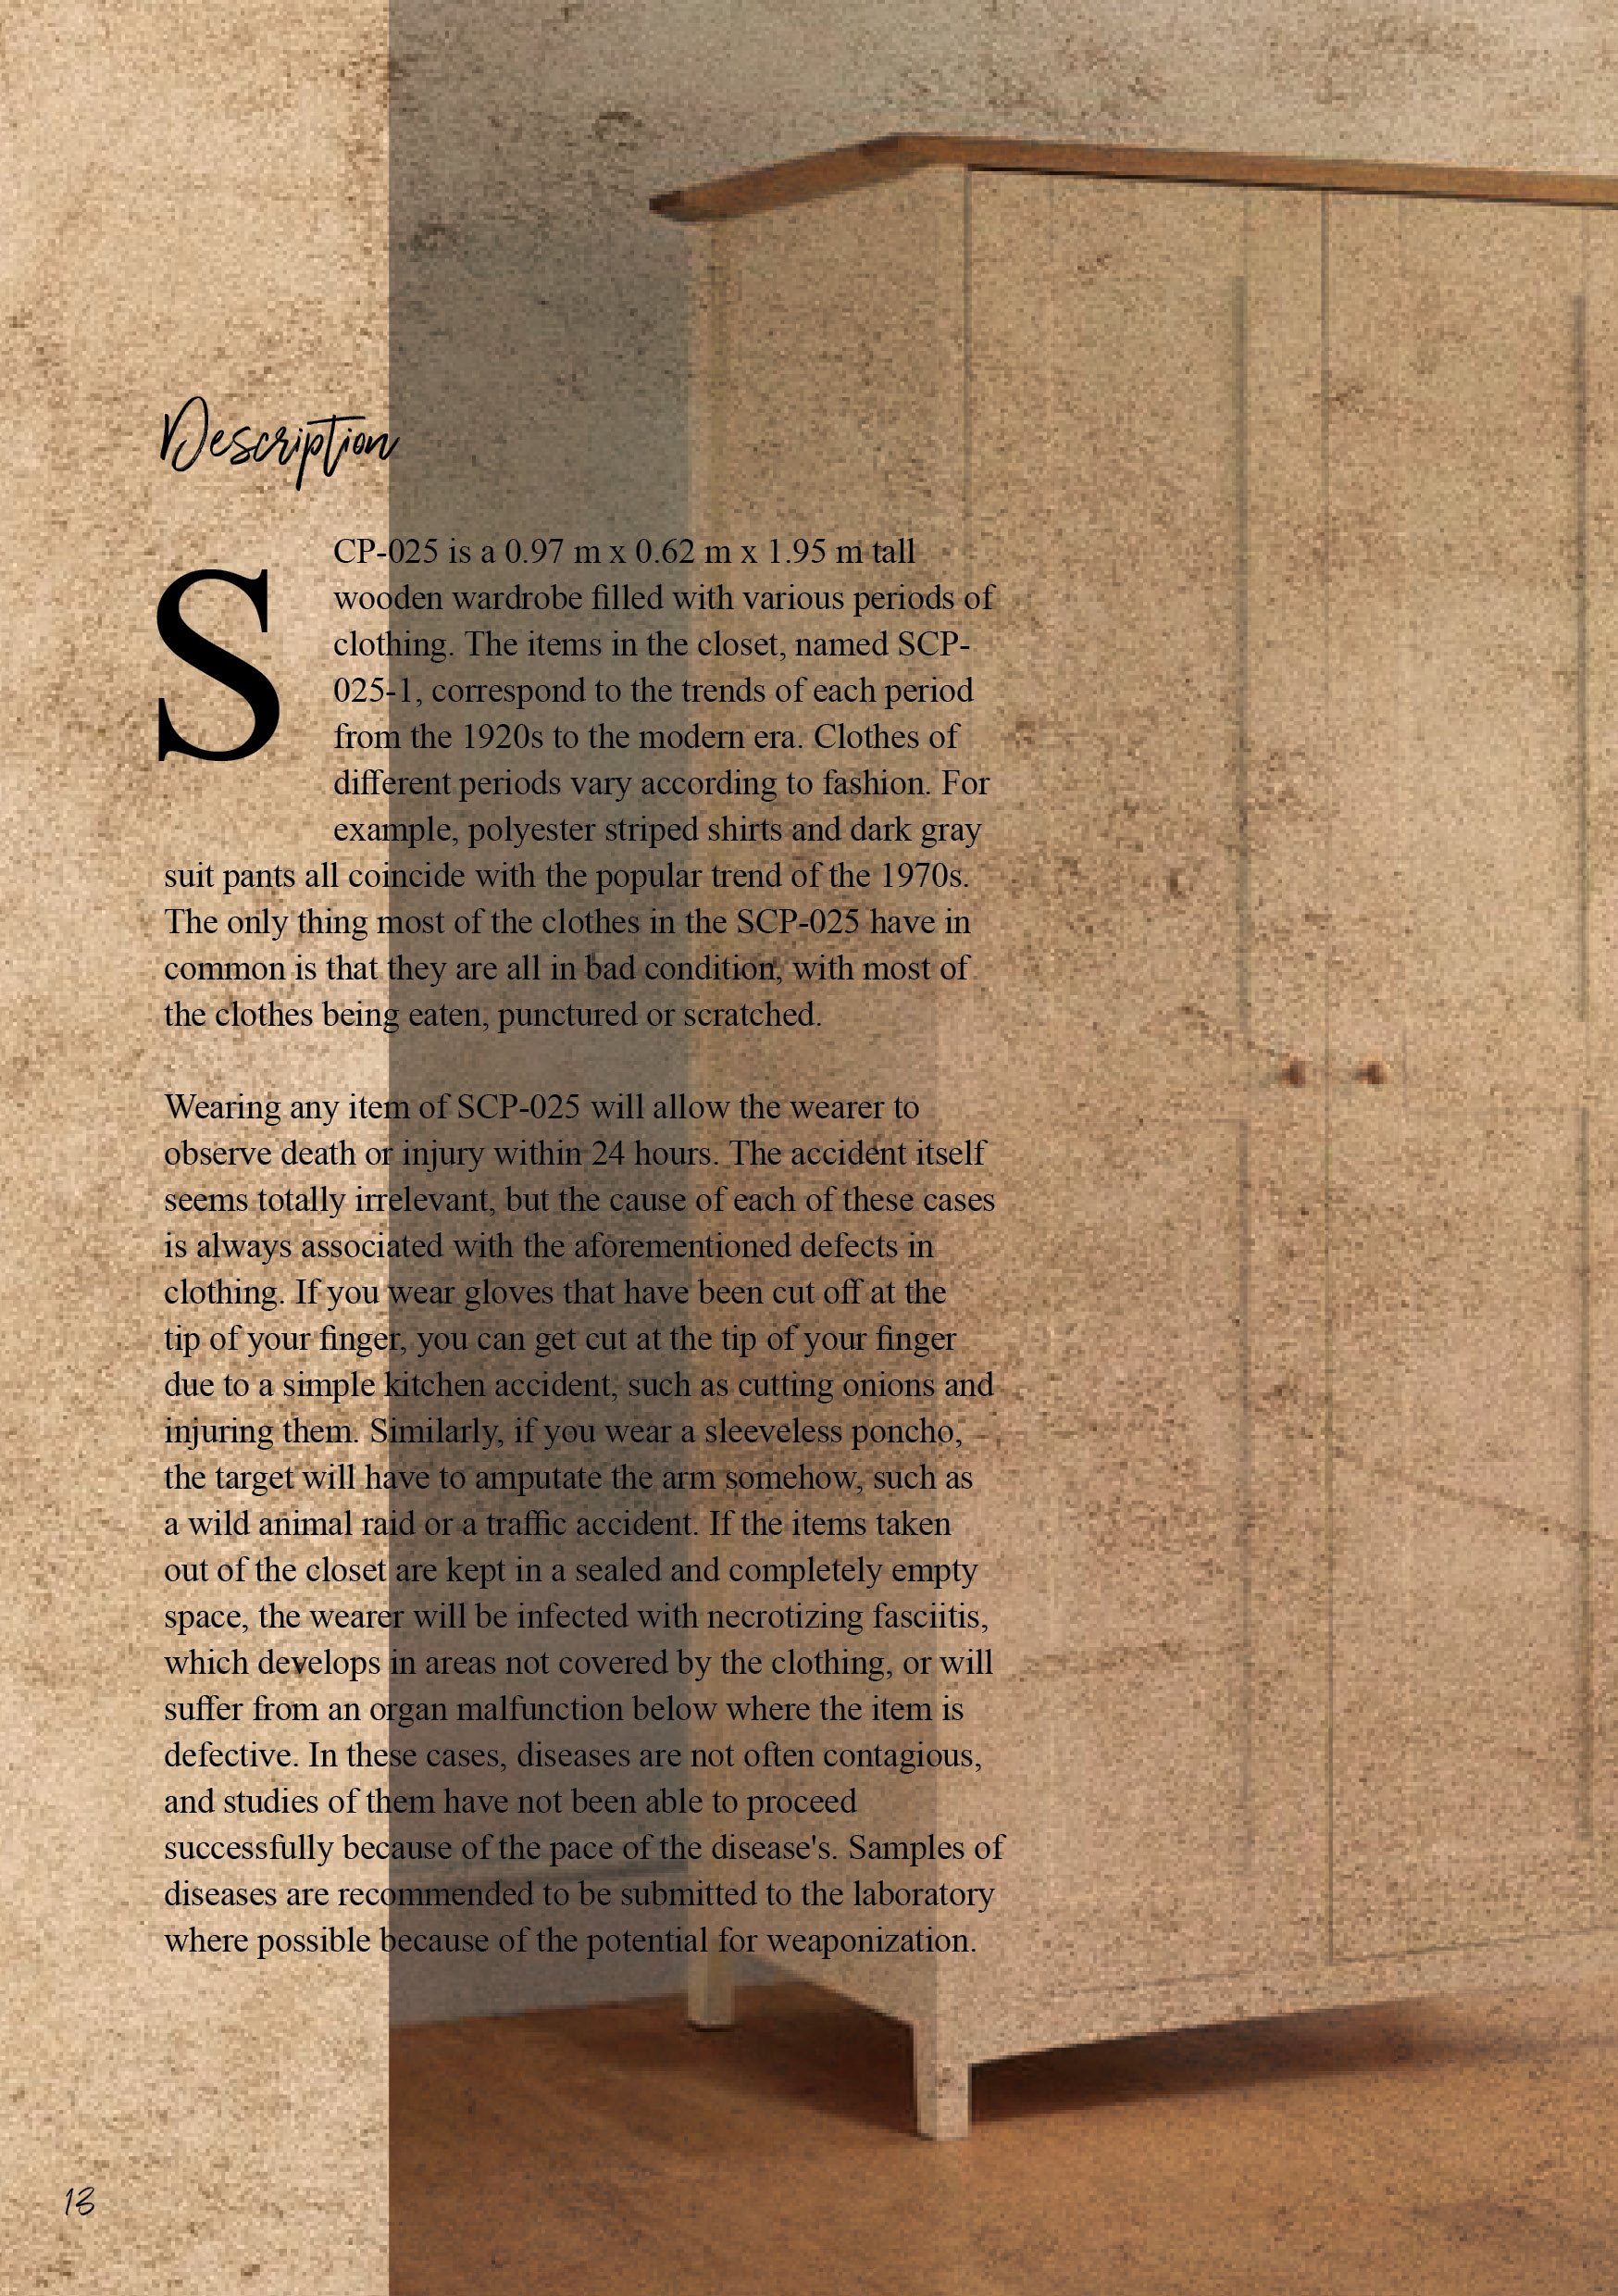 Description
SCP-025 is a 0.97 m x 0.62 m x 1.95 m tall
wooden wardrobe filled with various periods of
clothing. The items in the closet, named SCP-
025-1, correspond to the trends of each period
from the 1920s to the modern era. Clothes of
different periods vary according to fashion. For
example, polyester striped shirts and dark gray
suit pants all coincide with the popular trend of the 1970s.
The only thing most of the clothes in the SCP-025 have in
common is that they are all in bad condition, with most of
the clothes being eaten, punctured or scratched.
Wearing any item of SCP-025 will allow the wearer to
observe death or injury within 24 hours. The accident itself
seems totally irrelevant, but the cause of each of these cases
is always associated with the aforementioned defects in
clothing. If you wear gloves that have been cut off at the
tip of your finger, you can get cut at the tip of your finger
due to a simple kitchen accident, such as cutting onions and
injuring them. Similarly, if you wear a sleeveless poncho,
the target will have to amputate the arm somehow, such as
a wild animal raid or a traffic accident. If the items taken
out of the closet are kept in a sealed and completely empty
space, the wearer will be infected with necrotizing fasciitis,
which develops in areas not covered by the clothing, or will
suffer from an organ malfunction below where the item is
defective. In these cases, diseases are not often contagious,
and studies of them have not been able to proceed
successfully because of the pace of the disease's. Samples of
diseases are recommended to be submitted to the laboratory
where possible because of the potential for weaponization.
13